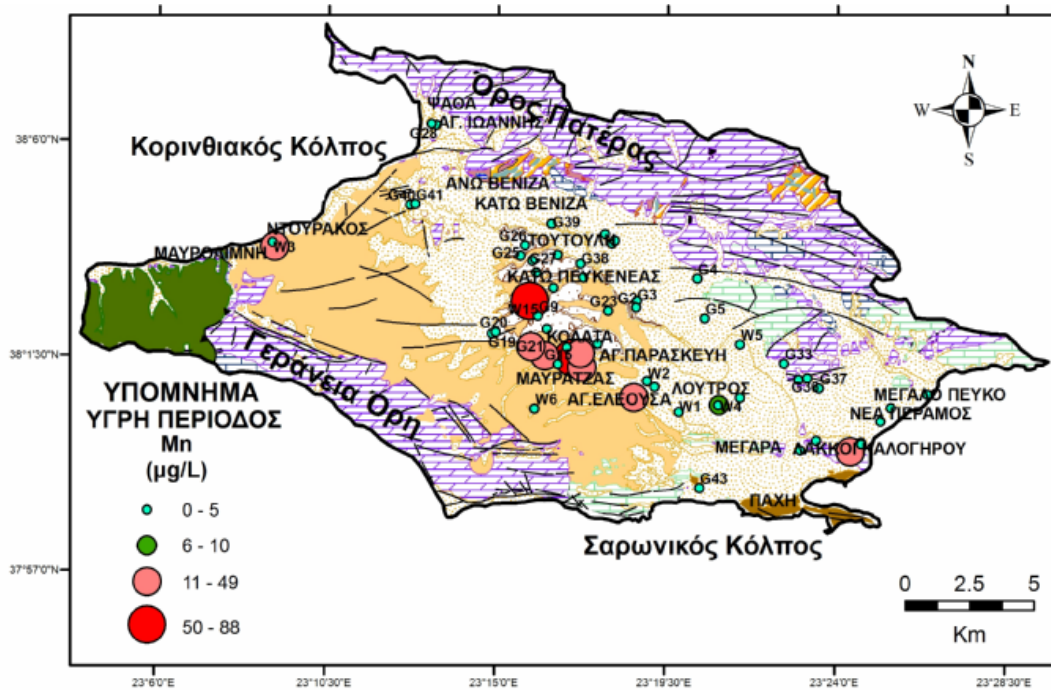 N
W E
S
38°6'0"N
38°1'30"N
37°57'0"N
Όρος Πατέρας
Κορινθιακός Κόλπος
ΨΑΘΑ
ΑΓ. ΙΩΑΝΝΗΣ
G28
ΑΝΩ ΒΕΝΙΖΑ
ΚΑΤΩ ΒΕΝΙΖΑ
G40 G41
G39
ΝΤΟΥΡΑΚΟΣ
ΜΑΥΡΟΛΙΜΝΗ W3
G26 ΤΟΥΤΟΥΛΗ
G25 G27 G38
ΚΑΤΩ ΠΕΥΚΕΝΕΑΣ
G4
W15 G9 G23 G2 G3
G5
G20
G19 G21 ΚΟΛΑΤΑ
W5
ΑΓ.ΠΑΡΑΣΚΕΥΗ
G33
Γεράνεια Όρη
ΜΑΥΡΑΤΖΑΣ
W2
G36 G37
W6 ΑΓ.ΕΛΕΟΥΣΑ
ΛΟΥΤΡΟΣ
W1 W4
ΜΕΓΑΛΟ ΠΕΥΚΟ
ΝΕΑ ΠΕΡΑΜΟΣ
ΜΕΓΑΡΑ ΛΑΚΚΟΙ ΚΑΛΟΓΗΡΟΥ
G43
ΠΑΧΗ
Σαρωνικός Κόλπος
ΥΠΟΜΝΗΜΑ
ΥΓΡΗ ΠΕΡΙΟΔΟΣ
Mn
(μg/L)
0 - 5
6 - 10
11 - 49
50 - 88
0 2.5 5
Km
23°6'0"E 23°10'30"E 23°15'0"E 23°19'30"E 23°24'0"E 23°28'30"E